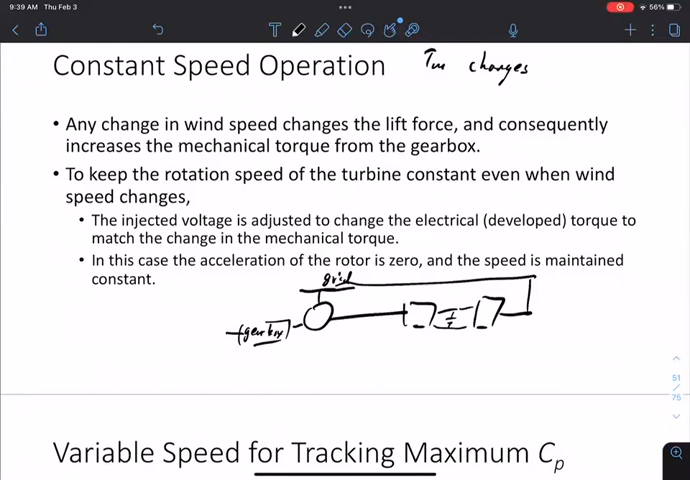 9:39 AM Thu Feb 3
56%
Constant Speed Operation Tm changes
• Any change in wind speed changes the lift force, and consequently
increases the mechanical torque from the gearbox.
• To keep the rotation speed of the turbine constant even when wind
speed changes,
• The injected voltage is adjusted to change the electrical (developed) torque to
match the change in the mechanical torque.
• In this case the acceleration of the rotor is zero, and the speed is maintained
constant.
grid
gearbox
51
/
75
Variable Speed for Tracking Maximum Cp